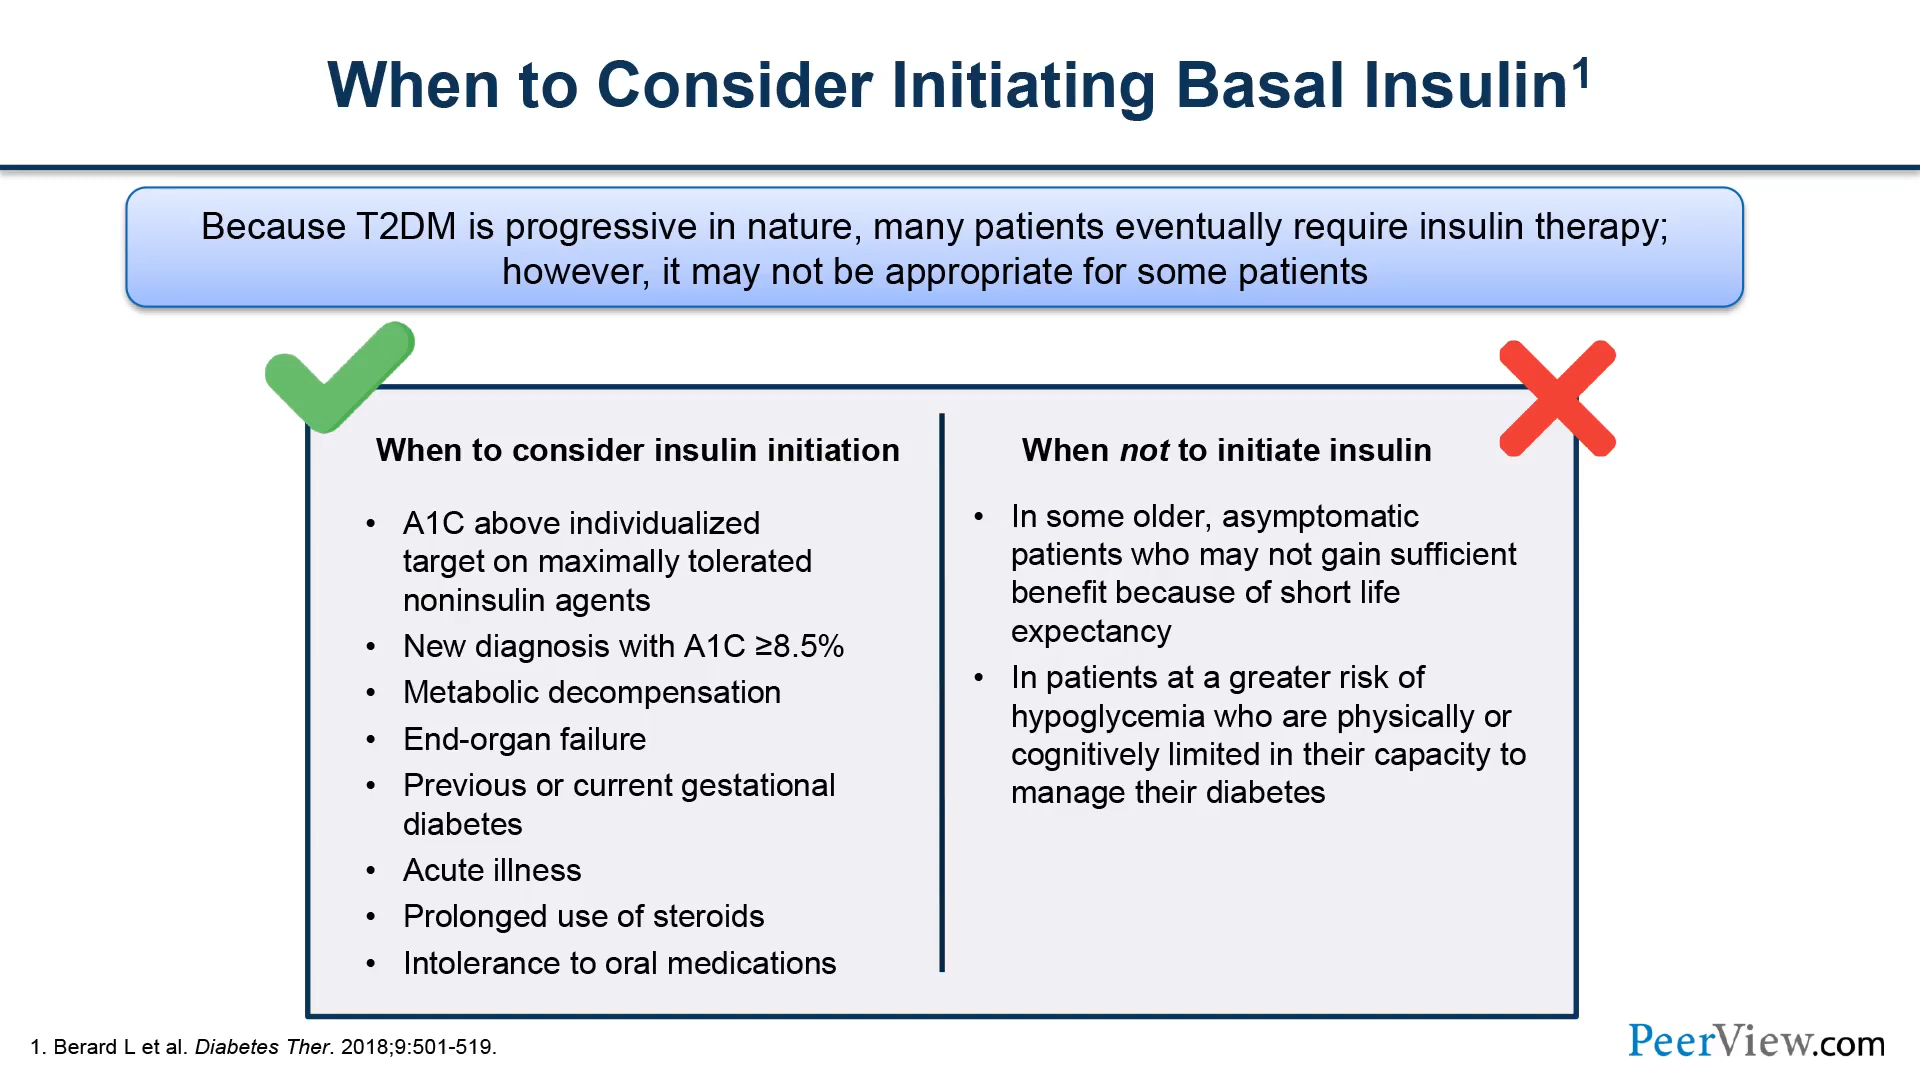 When to Consider Initiating Basal Insulin¹
Because T2DM is progressive in nature, many patients eventually require insulin therapy;
however, it may not be appropriate for some patients
When to consider insulin initiation
• A1C above individualized
target on maximally tolerated
noninsulin agents
• New diagnosis with A1C ≥8.5%
• Metabolic decompensation
• End-organ failure
• Previous or current gestational
diabetes
• Acute illness
• Prolonged use of steroids
• Intolerance to oral medications
When not to initiate insulin
• In some older, asymptomatic
patients who may not gain sufficient
benefit because of short life
expectancy
• In patients at a greater risk of
hypoglycemia who are physically or
cognitively limited in their capacity to
manage their diabetes
1. Berard L et al. Diabetes Ther. 2018;9:501-519.
PeerView.com